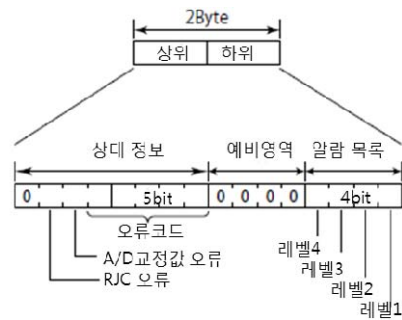 2Byte
상위 하위
상대 정보 예비영역 알람 목록
0 5bit 0 0 0 0 4bit
오류코드
A/D교정값 오류
RJC 오류
레벨4
레벨3
레벨2
레벨1